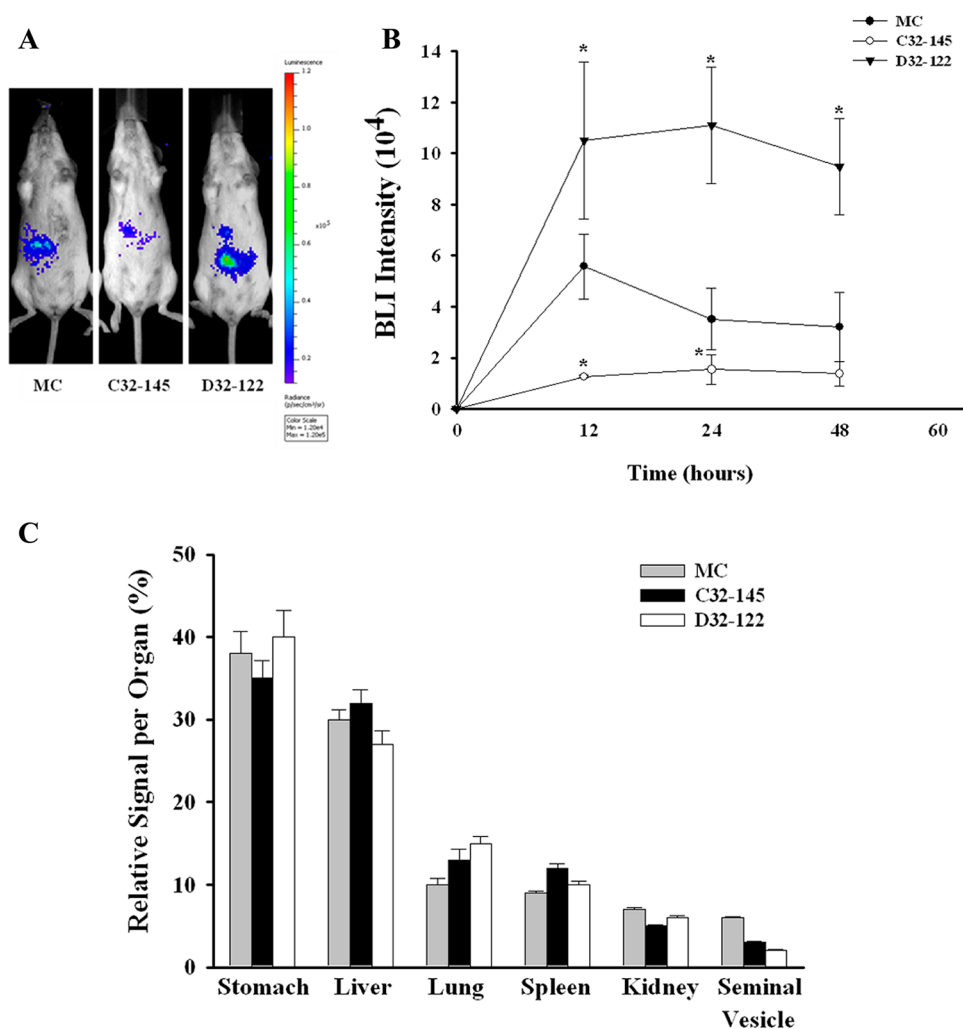 A
B
MC
C32-145
D32-122
Luminescence
1.2
1.0
0.8
x10⁵
0.6
0.4
0.2
Radiance
(p/sec/cm²/sr)
Color Scale
Min = 1.20e4
Max = 1.20e5
MC
C32-145
D32-122
14
12
10
8
6
4
2
0
BLI Intensity (10⁴)
*
*
*
*
*
0
12
24
48
60
Time (hours)
C
50
40
30
20
10
0
Relative Signal per Organ (%)
MC
C32-145
D32-122
Stomach
Liver
Lung
Spleen
Kidney
Seminal
Vesicle